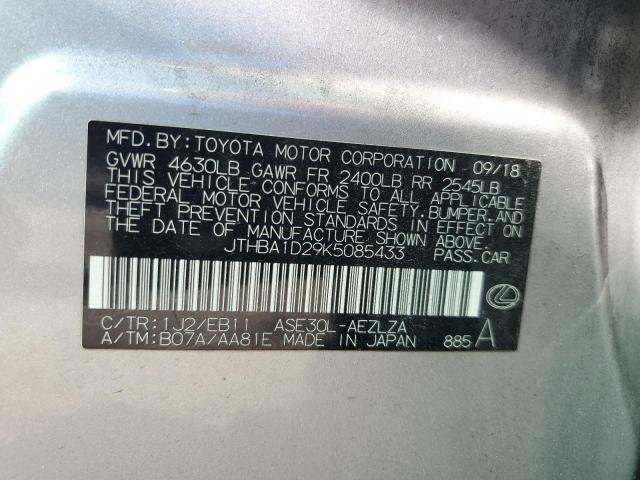 MFD. BY: TOYOTA MOTOR CORPORATION 09/18
GVWR 4630LB GAWR FR 2400LB RR 2545LB
THIS VEHICLE CONFORMS TO ALL APPLICABLE
FEDERAL MOTOR VEHICLE SAFETY, BUMPER, AND
THEFT PREVENTION STANDARDS IN EFFECT ON
THE DATE OF MANUFACTURE SHOWN ABOVE.
JTHBA1D29K5085433 PASS. CAR
C/TR: 1J2/EB11 ASE30L-AEZLZA
A/TM: B07A/AA81E MADE IN JAPAN 885 A